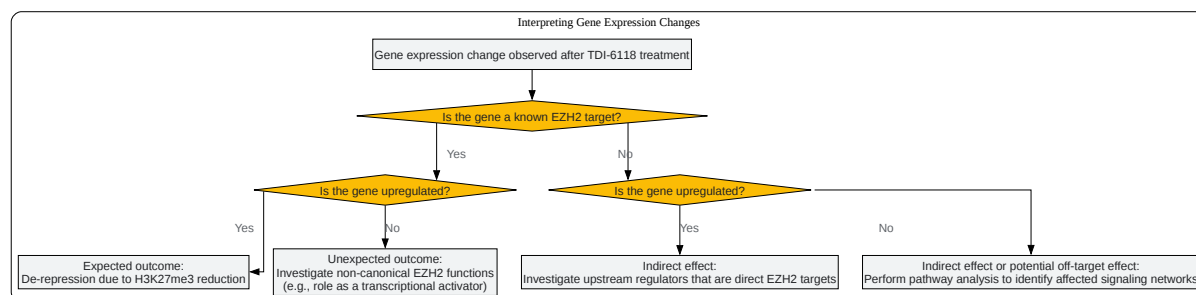 Interpreting Gene Expression Changes
Gene expression change observed after TDI-6118 treatment
Is the gene a known EZH2 target?
Yes
No
Is the gene upregulated?
Is the gene upregulated?
Yes
No
Yes
No
Expected outcome:
De-repression due to H3K27me3 reduction
Unexpected outcome:
Investigate non-canonical EZH2 functions
(e.g., role as a transcriptional activator)
Indirect effect:
Investigate upstream regulators that are direct EZH2 targets
Indirect effect or potential off-target effect:
Perform pathway analysis to identify affected signaling networks